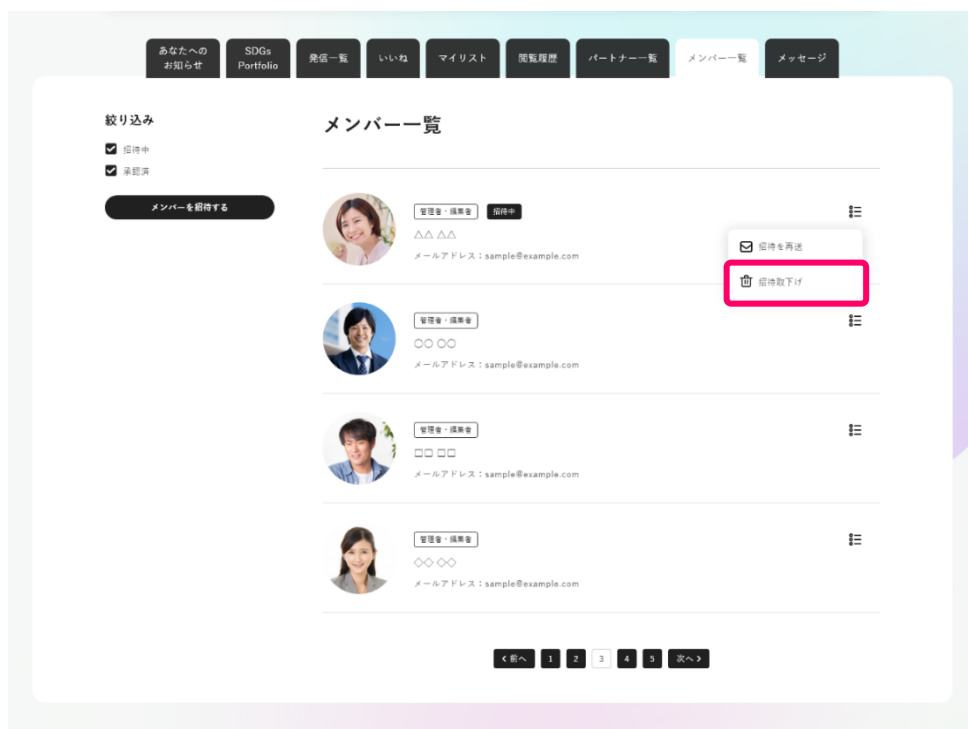 あなたへの
お知らせ
SDGs
Portfolio
発信一覧
いいね
マイリスト
閲覧履歴
パートナー一覧
メンバー一覧
メッセージ
絞り込み
招待中
承認済
メンバーを招待する
メンバー一覧
管理者・編集者 招待中
△△ △△
メールアドレス：sample@example.com
招待を再送
招待取下げ
管理者・編集者
○○ ○○
メールアドレス：sample@example.com
管理者・編集者
□□ □□
メールアドレス：sample@example.com
管理者・編集者
◇◇ ◇◇
メールアドレス：sample@example.com
前へ 1 2 3 4 5 次へ